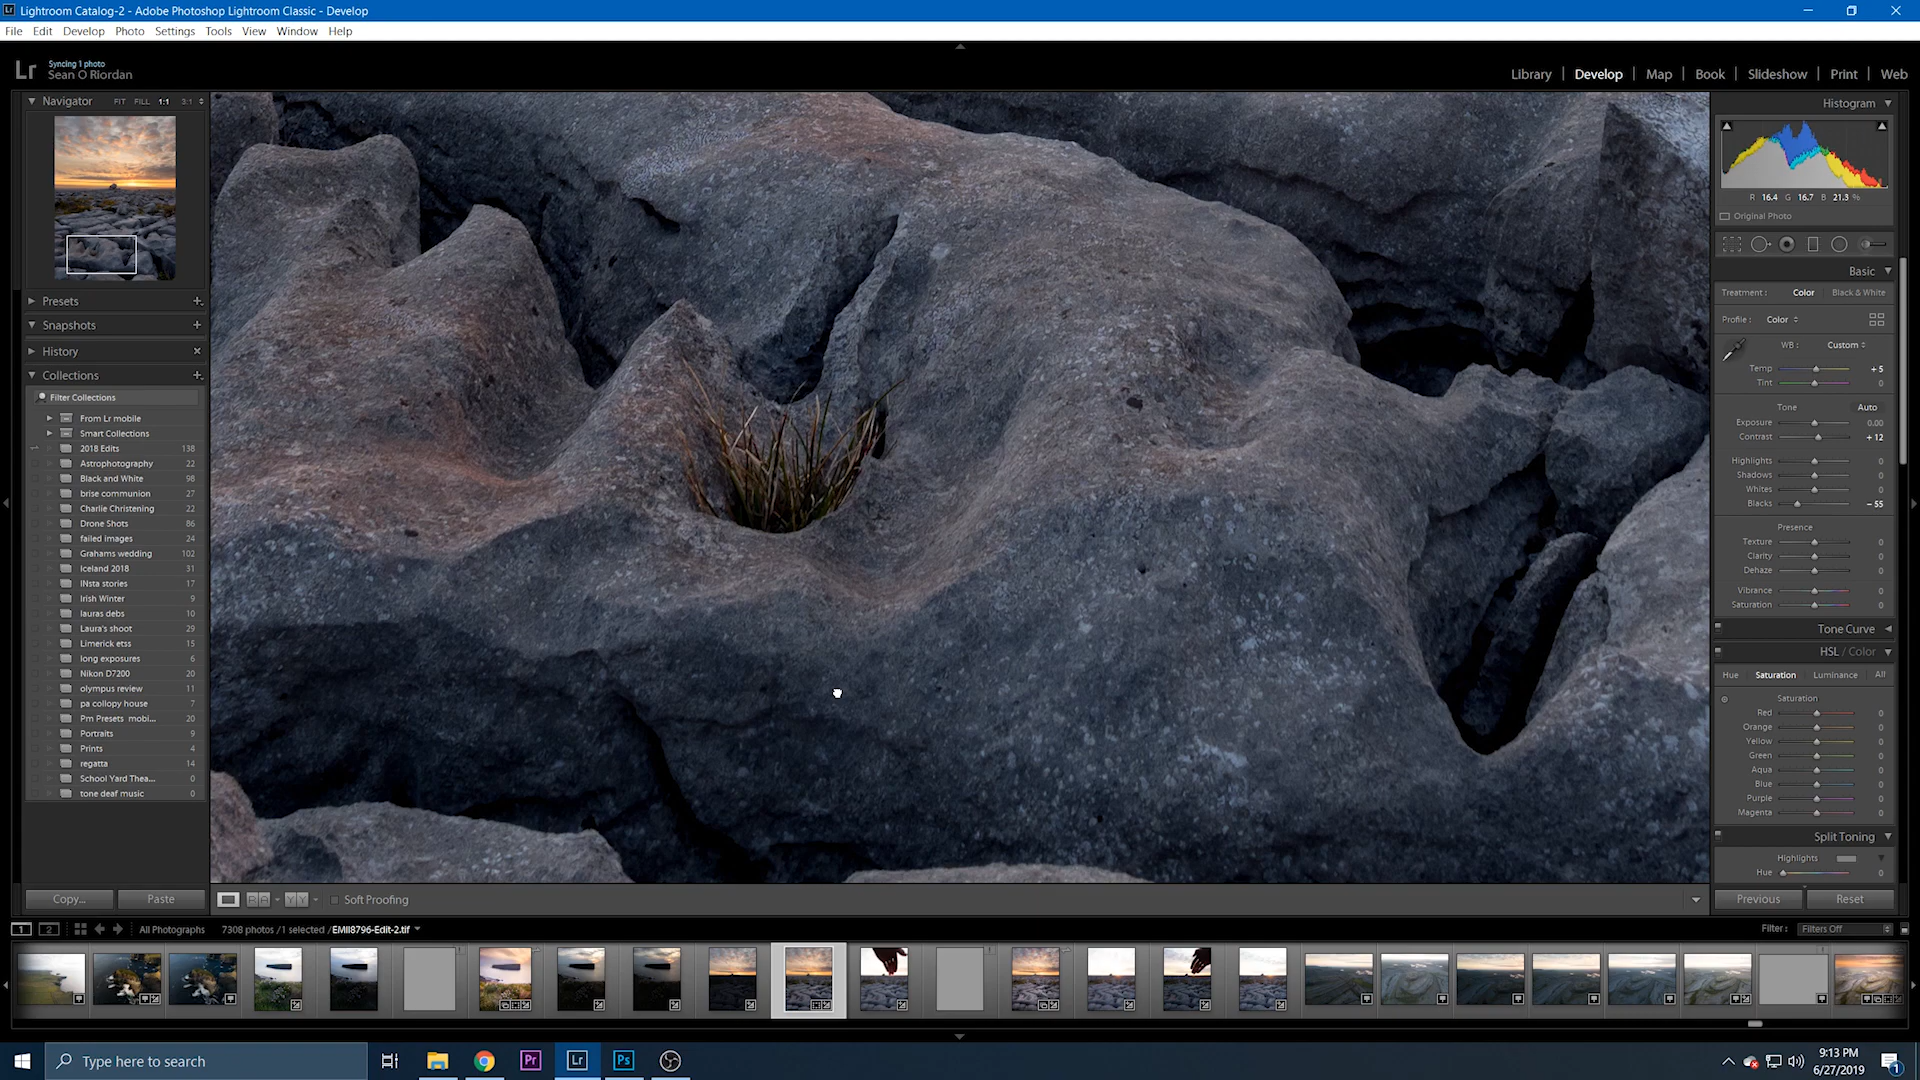 Lightroom Catalog-2 - Adobe Photoshop Lightroom Classic - Develop
File Edit Develop Photo Settings Tools View Window Help
Lr Syncing 1 photo
Sean O Riordan
Library | Develop | Map | Book | Slideshow | Print | Web
Navigator FIT FILL 1:1 3:1
Presets
Snapshots
History
Collections
Filter Collections
From Lr mobile
Smart Collections
2018 Edits 138
Astrophotography 22
Black and White 98
brise communion 27
Charlie Christening 22
Drone Shots 86
failed images 24
Grahams wedding 102
Iceland 2018 31
INsta stories 17
Irish Winter 9
lauras debs 10
Laura's shoot 29
Limerick etss 15
long exposures 6
Nikon D7200 20
olympus review 11
pa collopy house 7
Pm Presets mobi... 20
Portraits 9
Prints 4
regatta 14
School Yard Thea... 0
tone deaf music 0
Copy... Paste
Histogram
R 16.4 G 16.7 B 21.3 %
Original Photo
Basic
Treatment : Color Black & White
Profile : Color
WB : Custom
Temp + 5
Tint 0
Tone Auto
Exposure 0.00
Contrast + 12
Highlights 0
Shadows 0
Whites 0
Blacks - 55
Presence
Texture 0
Clarity 0
Dehaze 0
Vibrance 0
Saturation 0
Tone Curve
HSL / Color
Hue Saturation Luminance All
Saturation
Red 0
Orange 0
Yellow 0
Green 0
Aqua 0
Blue 0
Purple 0
Magenta 0
Split Toning
Highlights
Hue 0
Previous Reset
R A Y Y Soft Proofing
1 2 All Photographs 7308 photos / 1 selected / EMII8796-Edit-2.tif Filter : Filters Off
Type here to search
Pr Lr Ps
9:13 PM
6/27/2019
1